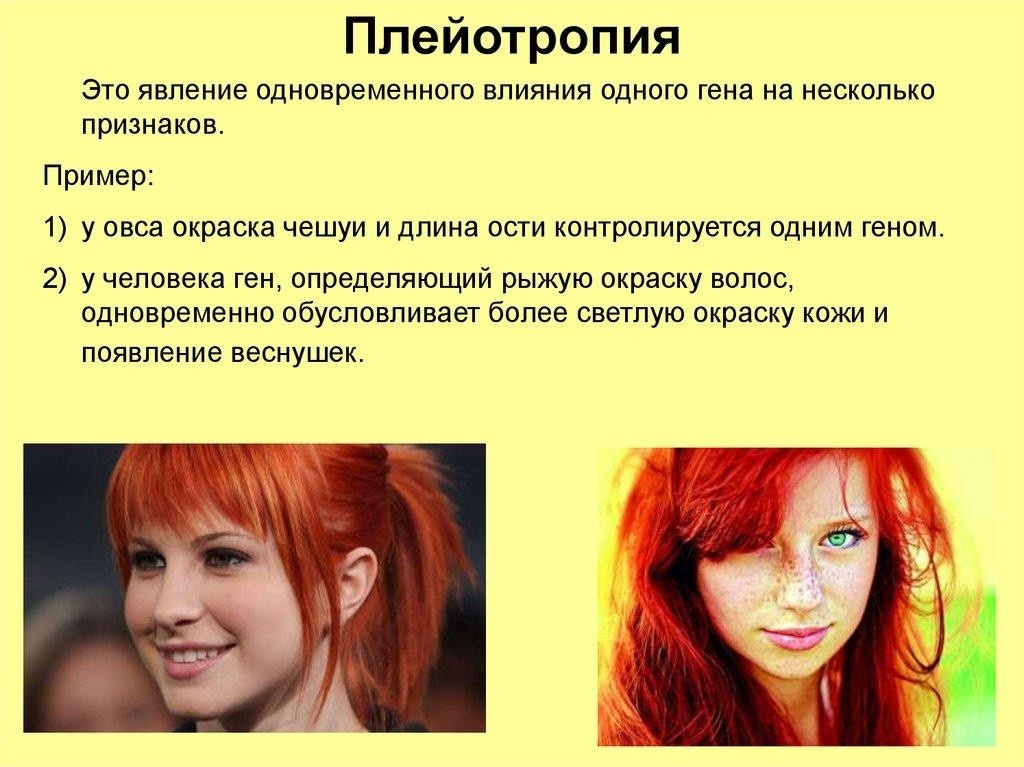 Плейотропия
Это явление одновременного влияния одного гена на несколько
признаков.
Пример:
1) у овса окраска чешуи и длина ости контролируется одним геном.
2) у человека ген, определяющий рыжую окраску волос,
одновременно обусловливает более светлую окраску кожи и
появление веснушек.